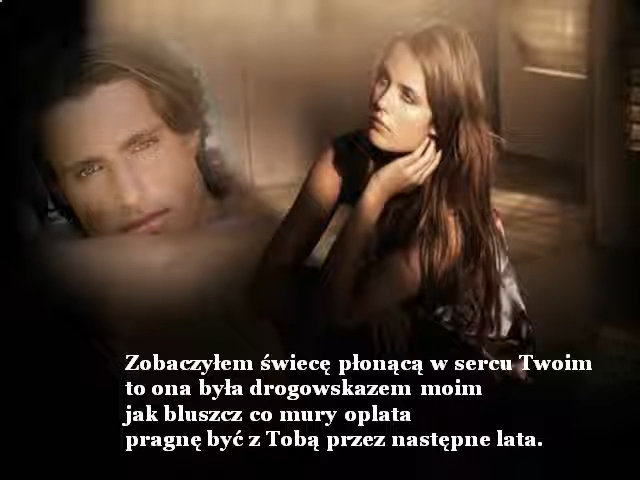 Zobaczyłem świecę płonącą w sercu Twoim
to ona była drogowskazem moim
jak bluszcz co mury oplata
pragnę być z Tobą przez następne lata.